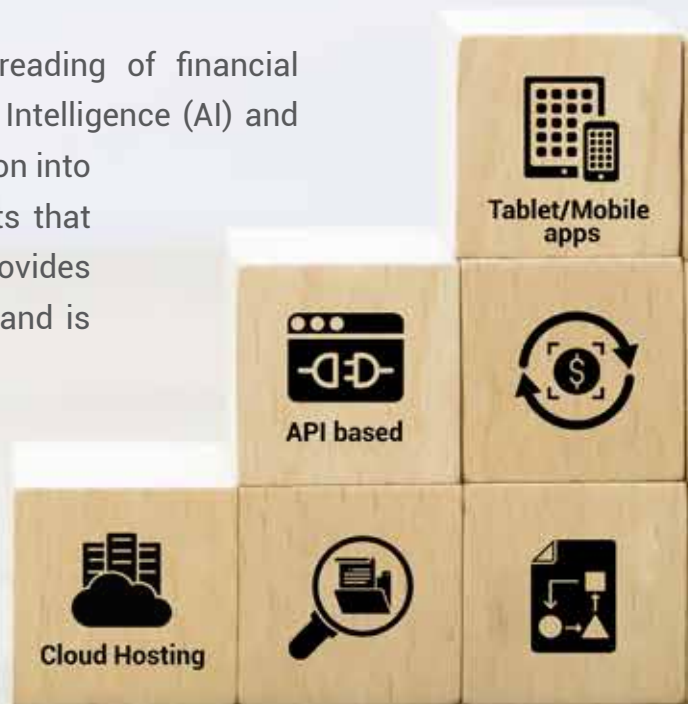 reading of financial
Intelligence (AI) and
on into
ts that
ovides
and is
Tablet/Mobile
apps
API based
Cloud Hosting